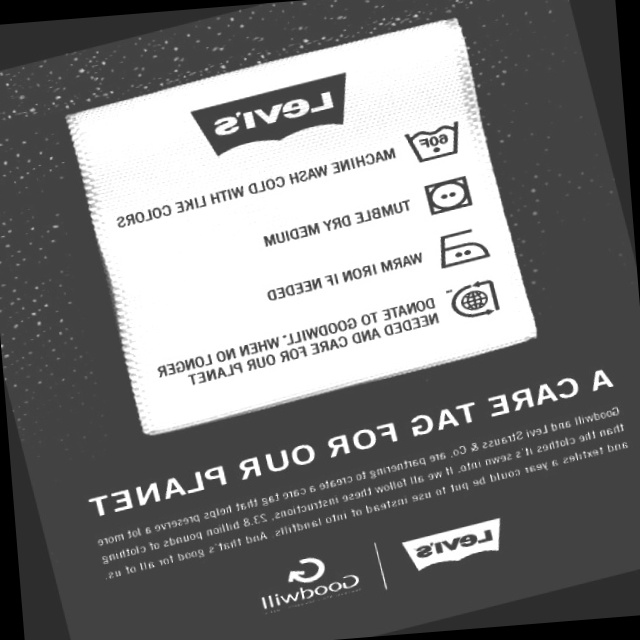 LEVI'S
60F
MACHINE WASH COLD WITH LIKE COLORS
TUMBLE DRY MEDIUM
WARM IRON IF NEEDED
DONATE TO GOODWILL™ WHEN NO LONGER
NEEDED AND CARE FOR OUR PLANET
A CARE TAG FOR OUR PLANET
Goodwill and Levi Strauss & Co. are partnering to create a care tag that helps preserve a lot more
than the clothes it's sewn into. If we all follow these instructions, 23.8 billion pounds of clothing
and textiles a year could be put to use instead of into landfills. And that's good for all of us.
Goodwill
LEVI'S